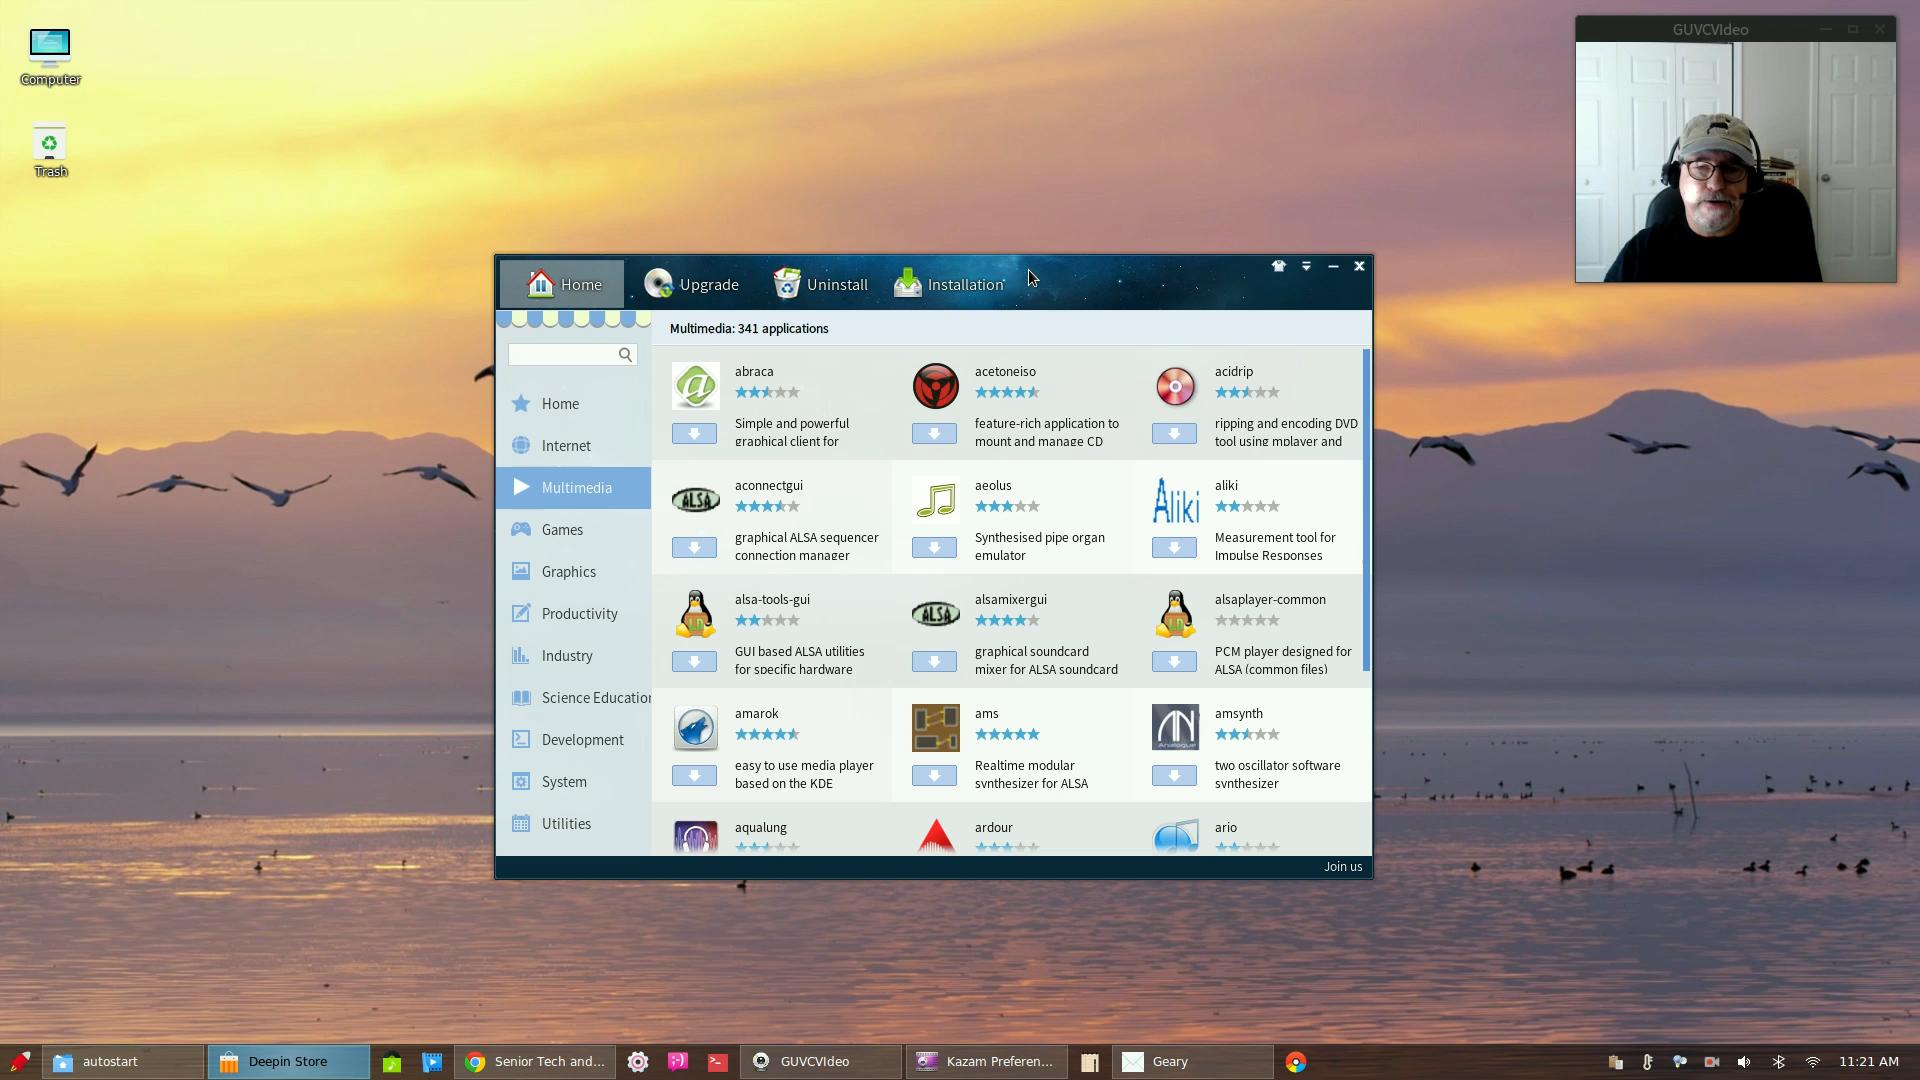 Computer
Trash
GUVCVIdeo
Home
Upgrade
Uninstall
Installation
Multimedia: 341 applications
Home
Internet
Multimedia
Games
Graphics
Productivity
Industry
Science Education
Development
System
Utilities
abraca
Simple and powerful
graphical client for
acetoneiso
feature-rich application to
mount and manage CD
acidrip
ripping and encoding DVD
tool using mplayer and
aconnectgui
ALSA
graphical ALSA sequencer
connection manager
aeolus
Synthesised pipe organ
emulator
aliki
Aliki
Measurement tool for
Impulse Responses
alsa-tools-gui
GUI based ALSA utilities
for specific hardware
alsamixergui
ALSA
graphical soundcard
mixer for ALSA soundcard
alsaplayer-common
PCM player designed for
ALSA (common files)
amarok
easy to use media player
based on the KDE
ams
Realtime modular
synthesizer for ALSA
amsynth
two oscillator software
synthesizer
aqualung
ardour
ario
Join us
autostart
Deepin Store
Senior Tech and...
GUVCVIdeo
Kazam Preferen...
Geary
11:21 AM